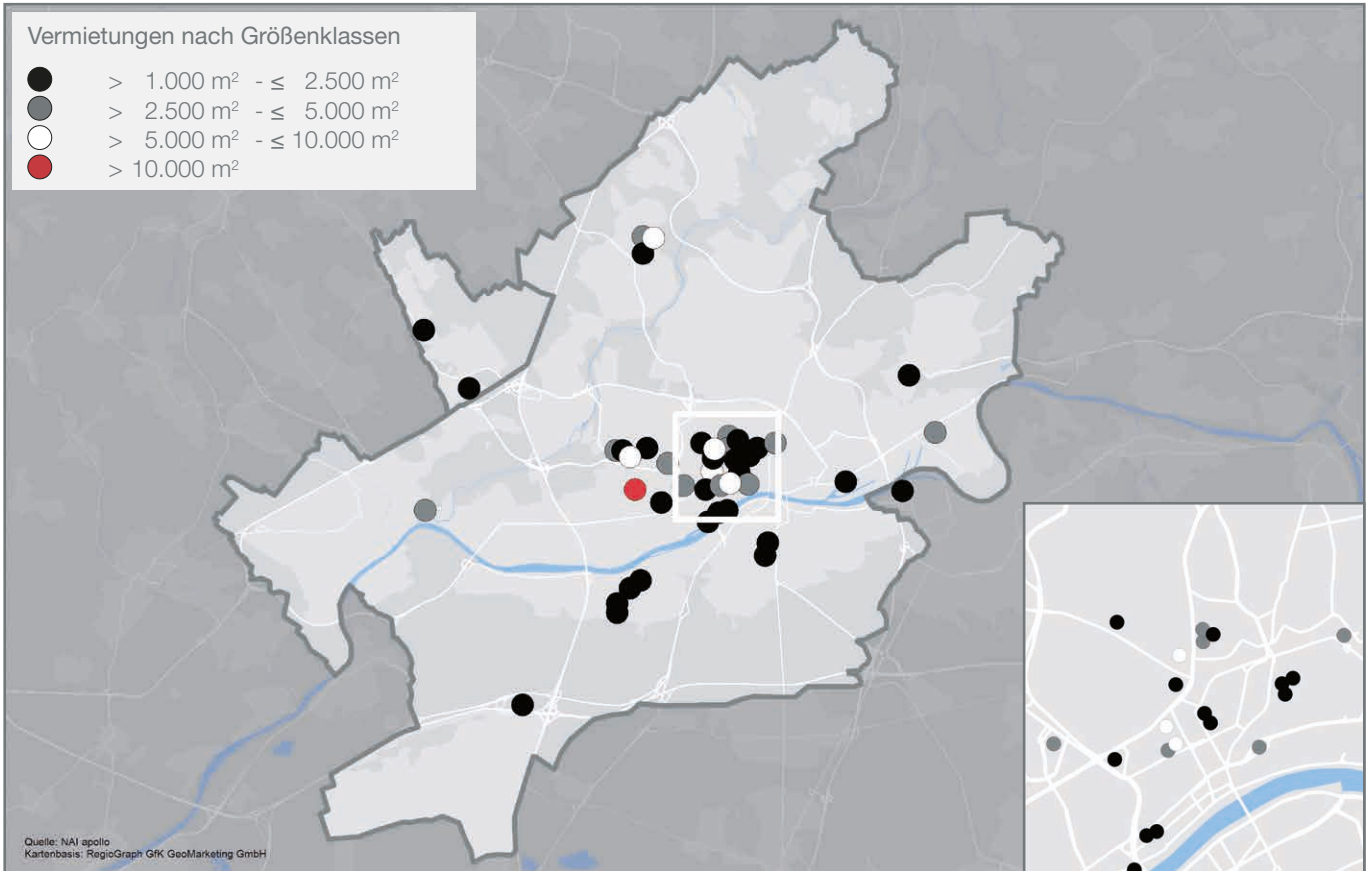 Vermietungen nach Größenklassen
> 1.000 m² - ≤ 2.500 m²
> 2.500 m² - ≤ 5.000 m²
> 5.000 m² - ≤ 10.000 m²
> 10.000 m²
Quelle: NAI apollo
Kartenbasis: RegioGraph GfK GeoMarketing GmbH